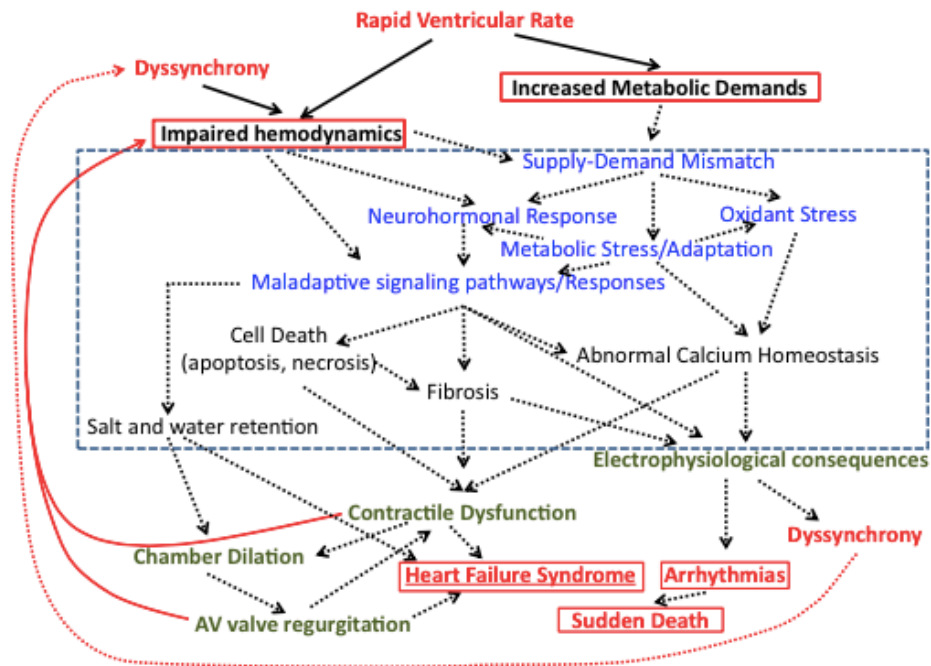 Rapid Ventricular Rate
Dyssynchrony
Increased Metabolic Demands
Impaired hemodynamics
Supply-Demand Mismatch
Neurohormonal Response
Oxidant Stress
Metabolic Stress/Adaptation
Maladaptive signaling pathways/Responses
Cell Death
(apoptosis, necrosis)
Abnormal Calcium Homeostasis
Fibrosis
Salt and water retention
Electrophysiological consequences
Contractile Dysfunction
Dyssynchrony
Chamber Dilation
Heart Failure Syndrome
Arrhythmias
AV valve regurgitation
Sudden Death